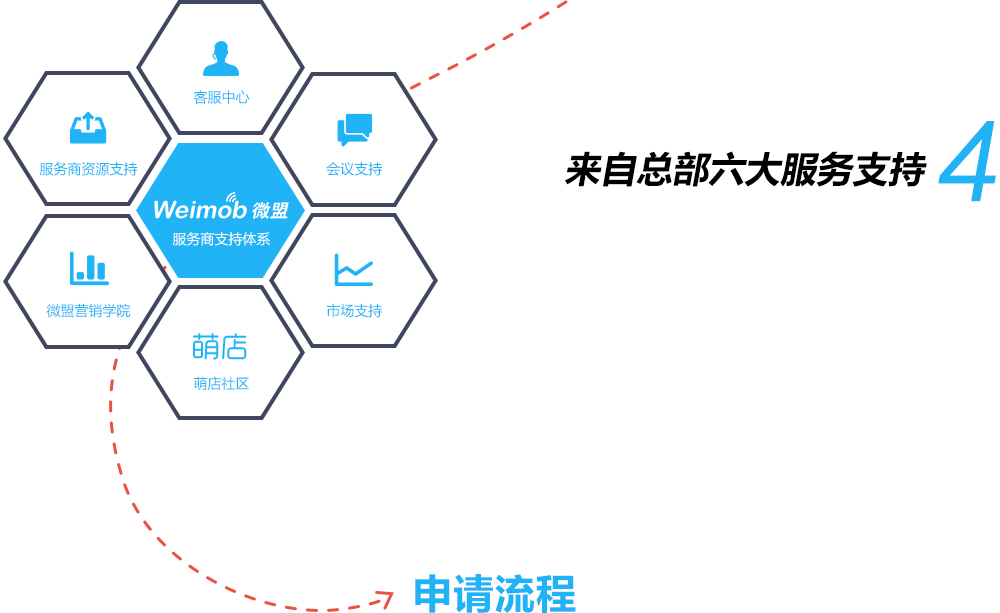 客服中心
服务商资源支持
会议支持
Weimob 微盟
服务商支持体系
微盟营销学院
市场支持
萌店
萌店社区
来自总部六大服务支持 4
申请流程